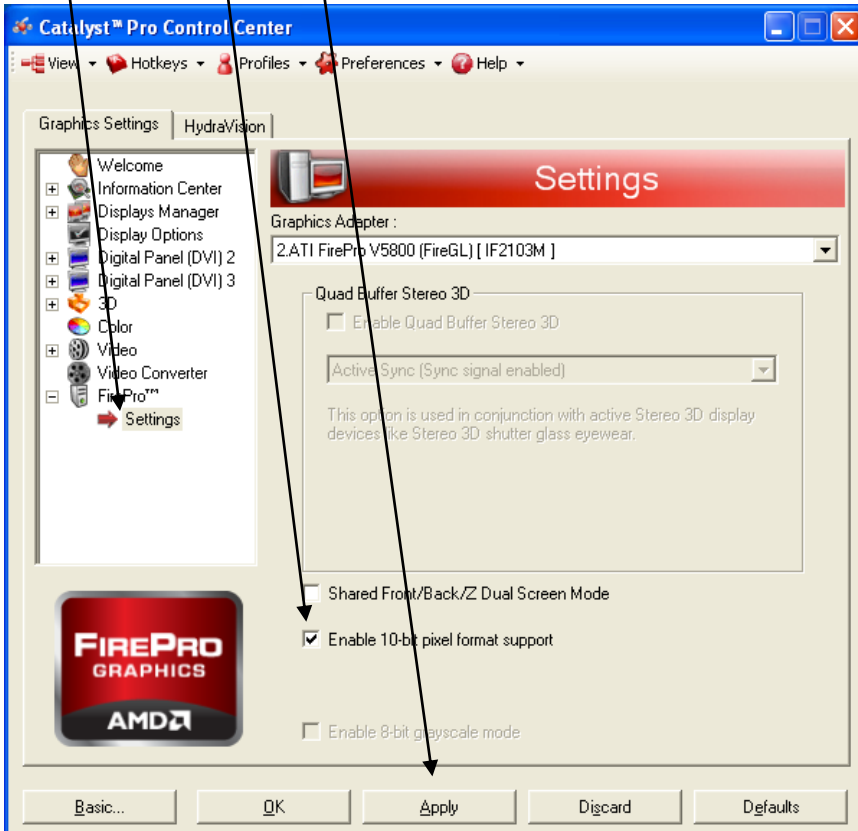 Catalyst™ Pro Control Center
View Hotkeys Profiles Preferences Help
Graphics Settings HydraVision
Welcome
Information Center
Displays Manager
Display Options
Digital Panel (DVI) 2
Digital Panel (DVI) 3
3D
Color
Video
Video Converter
FirePro™
Settings
FIREPRO
GRAPHICS
AMD
Settings
Graphics Adapter :
2.ATI FirePro V5800 (FireGL) [ IF2103M ]
Quad Buffer Stereo 3D
Enable Quad Buffer Stereo 3D
Active Sync (Sync signal enabled)
This option is used in conjunction with active Stereo 3D display
devices like Stereo 3D shutter glass eyewear.
Shared Front/Back/Z Dual Screen Mode
Enable 10-bit pixel format support
Enable 8-bit grayscale mode
Basic... OK Apply Discard Defaults